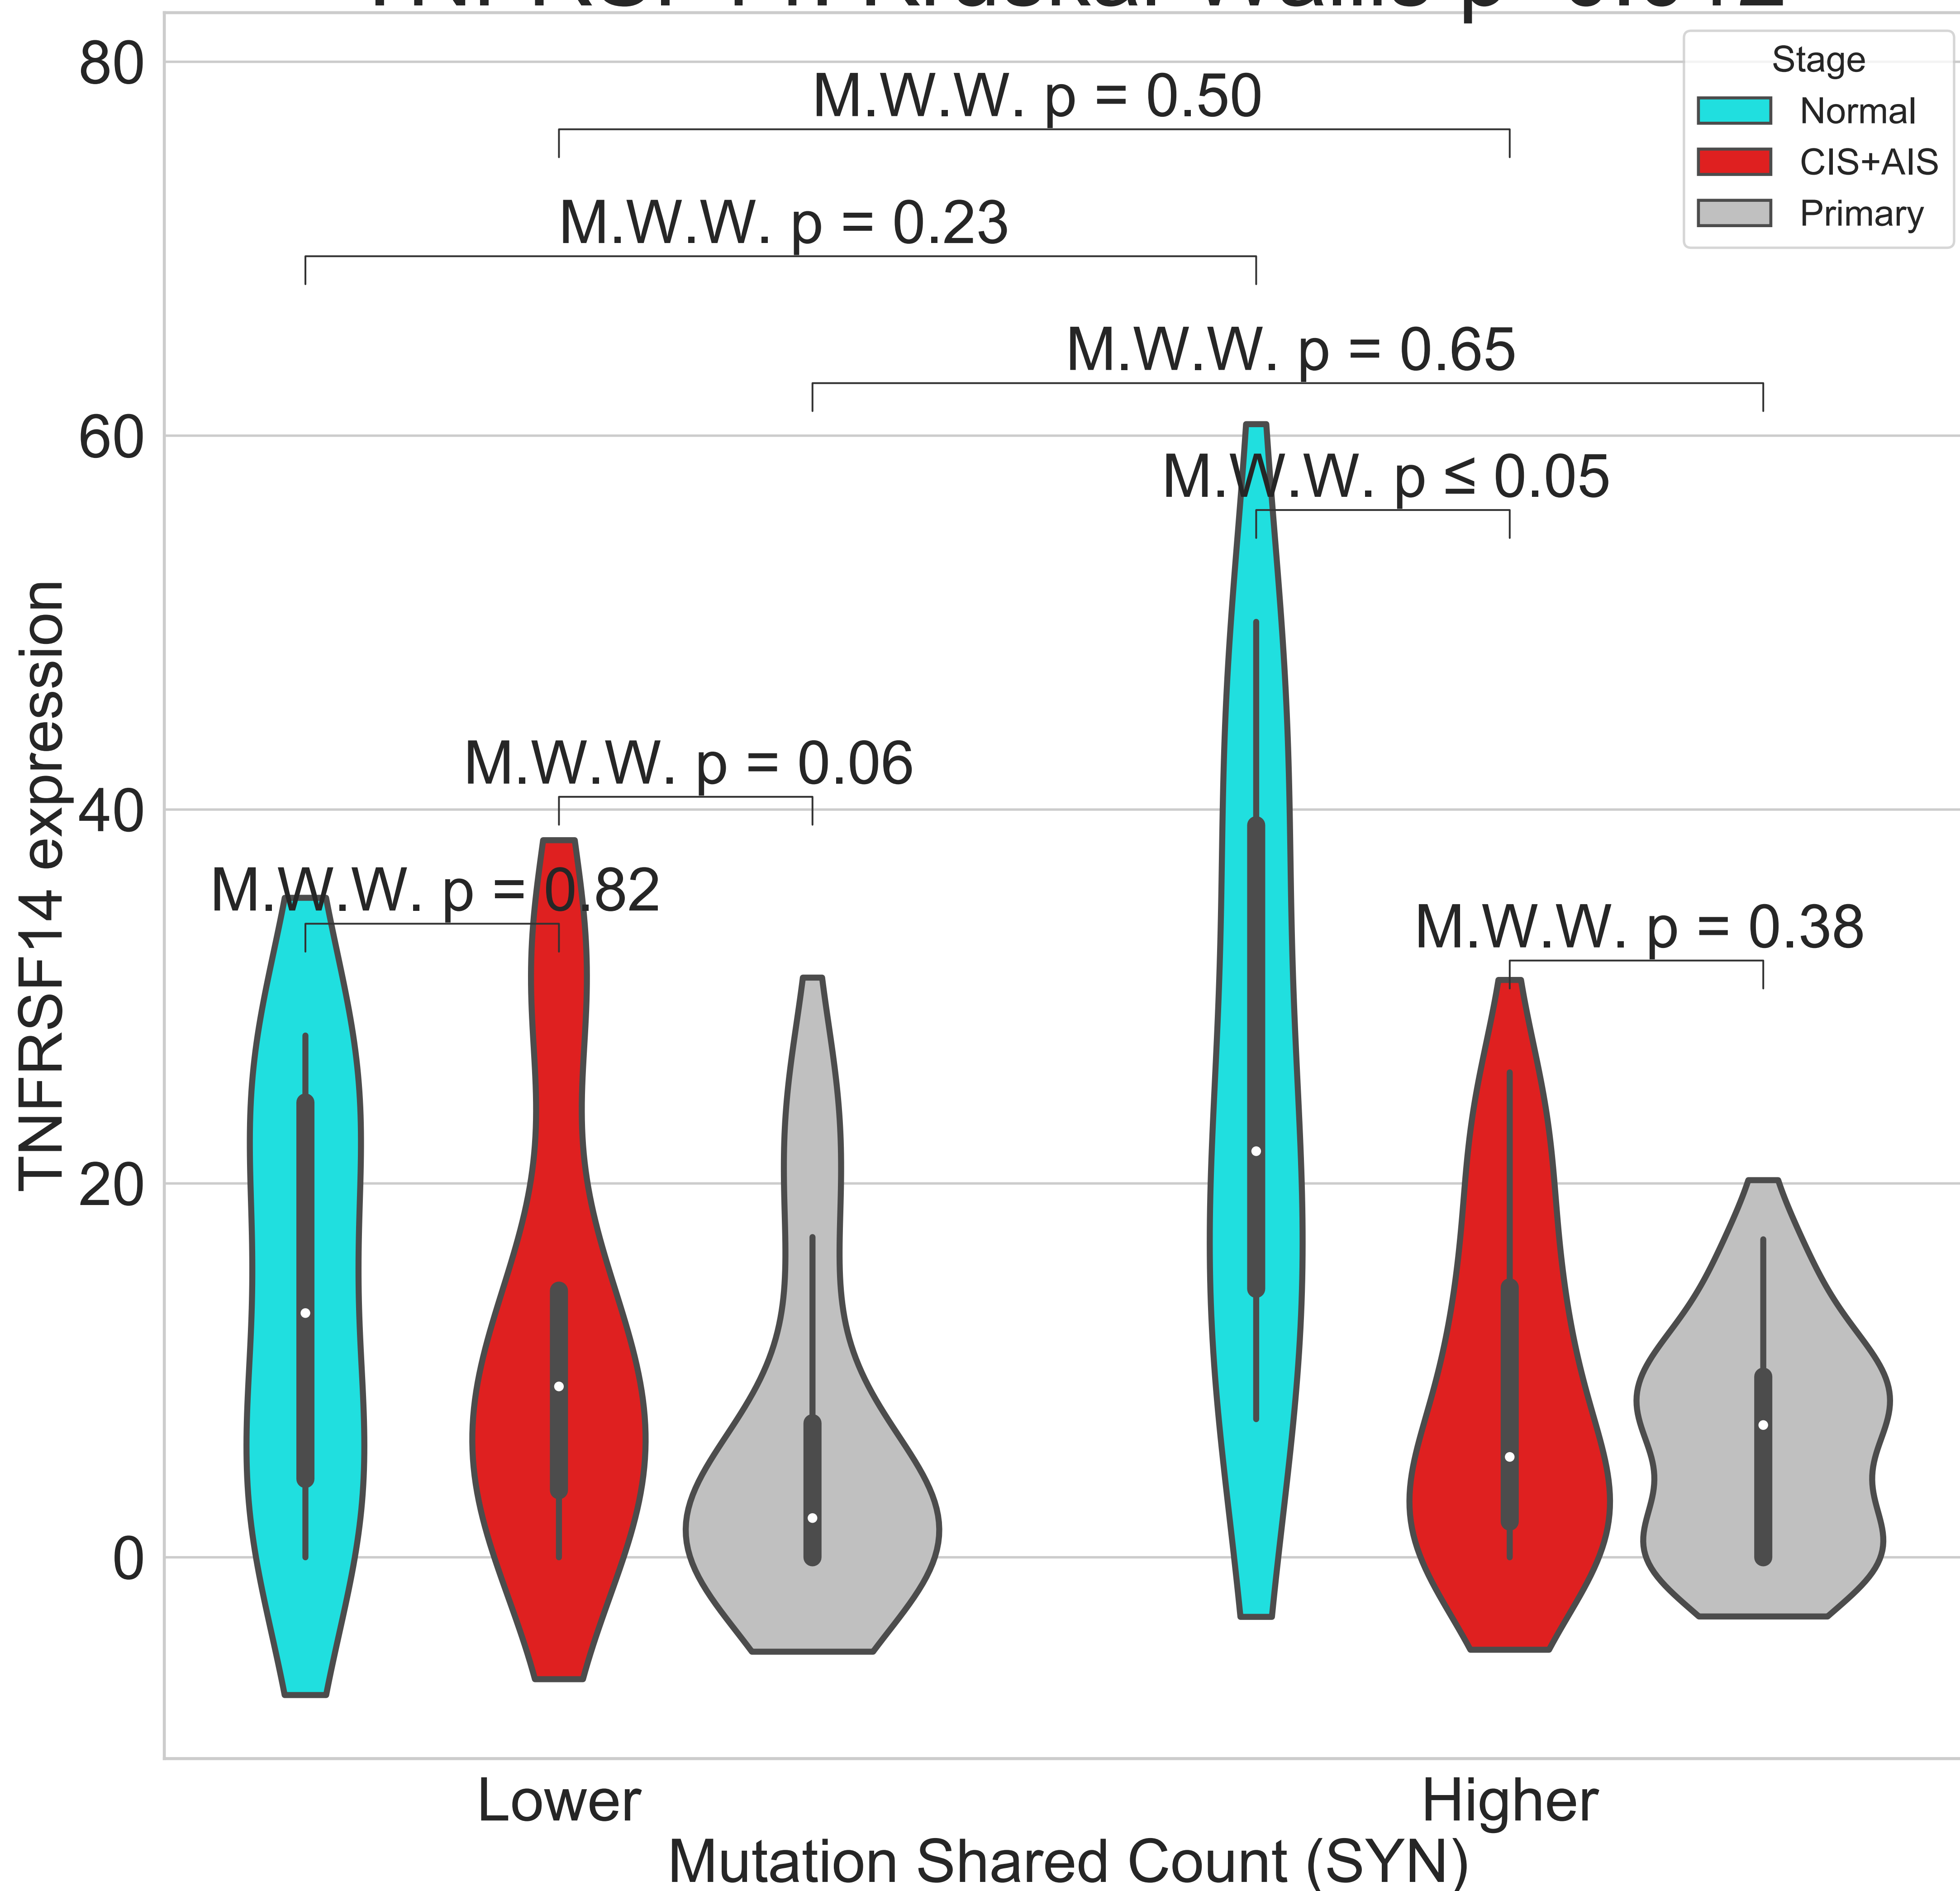 80
Stage
Normal
CIS+AIS
Primary
M.W.W. p = 0.50
M.W.W. p = 0.23
M.W.W. p = 0.65
60
M.W.W. p ≤ 0.05
M.W.W. p = 0.06
40
M.W.W. p = 0.82
M.W.W. p = 0.38
TNFRSF14 expression
20
0
Lower
Higher
Mutation Shared Count (SYN)